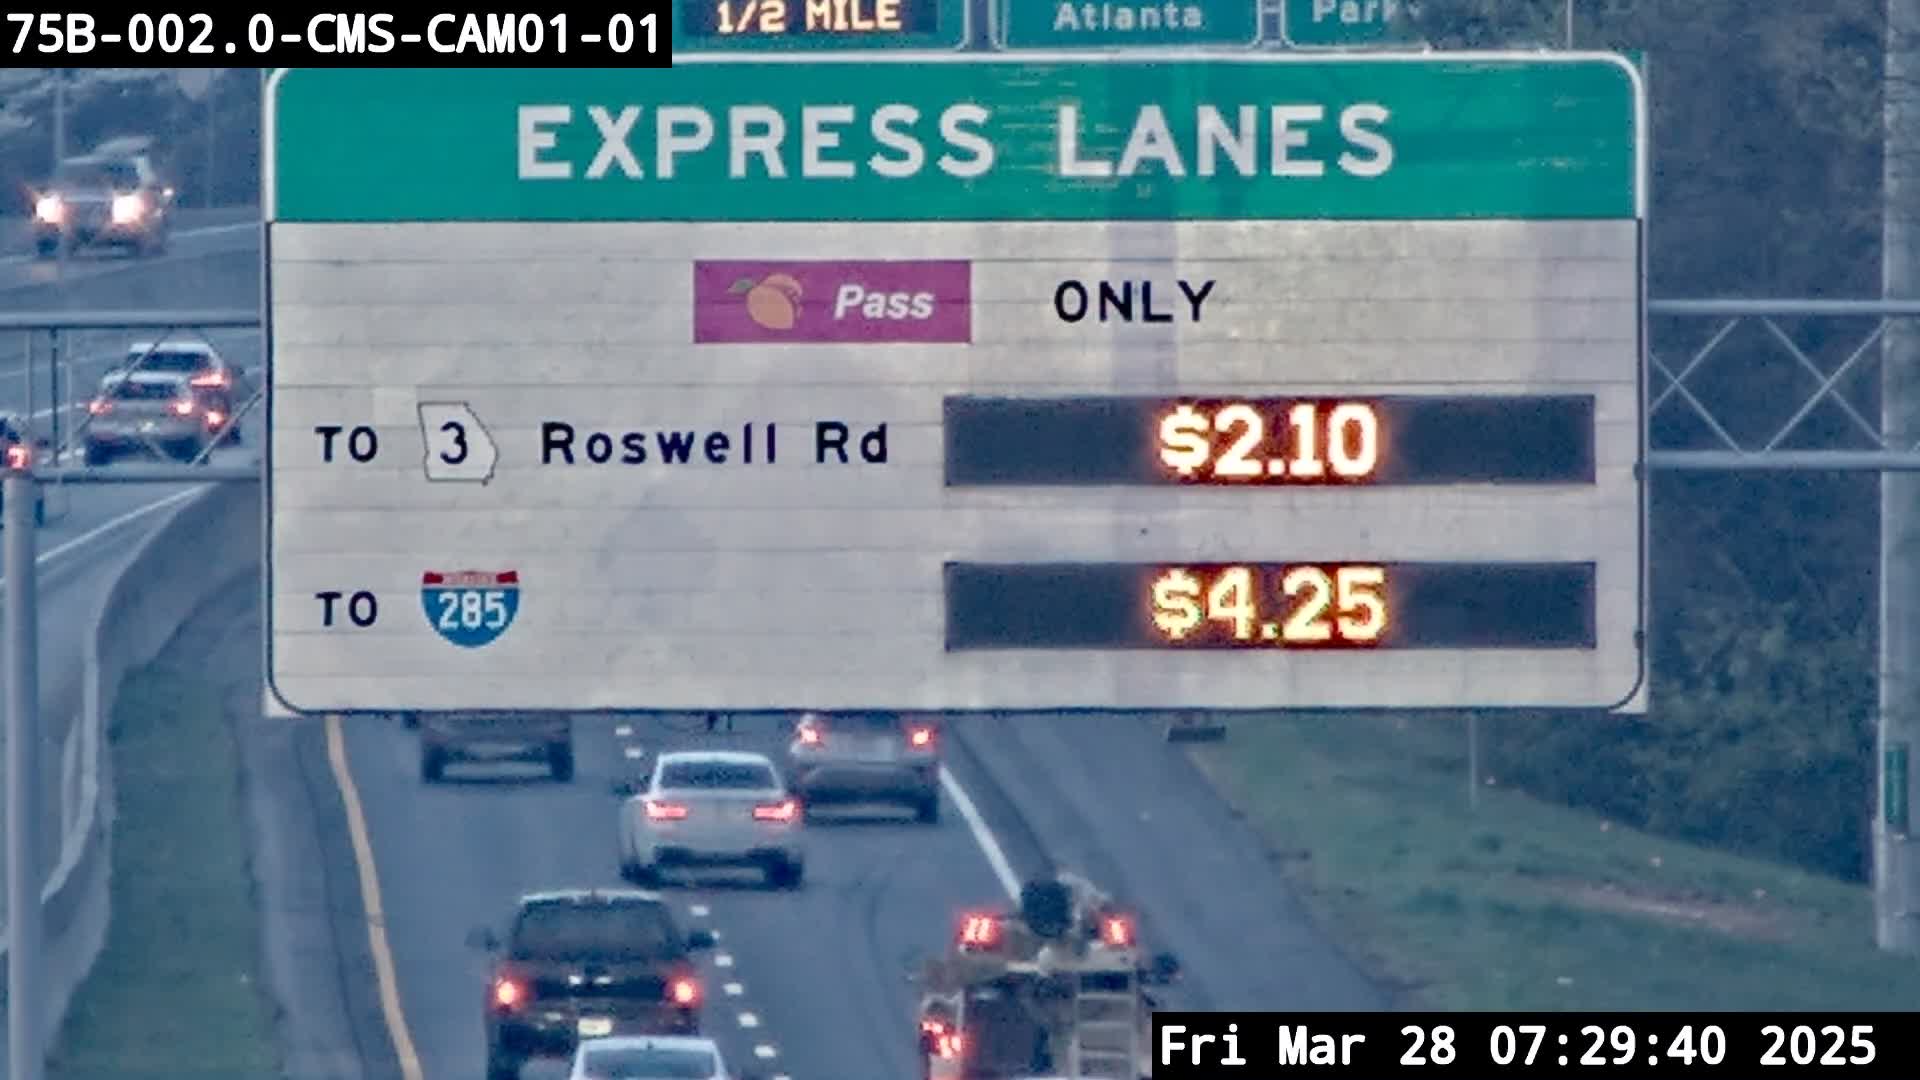 75B-002.0-CMS-CAM01-01
1/2 MILE
Atlanta
EXPRESS LANES
Pass ONLY
TO 3 Roswell Rd $2.10
TO 285 $4.25
Fri Mar 28 07:29:40 2025